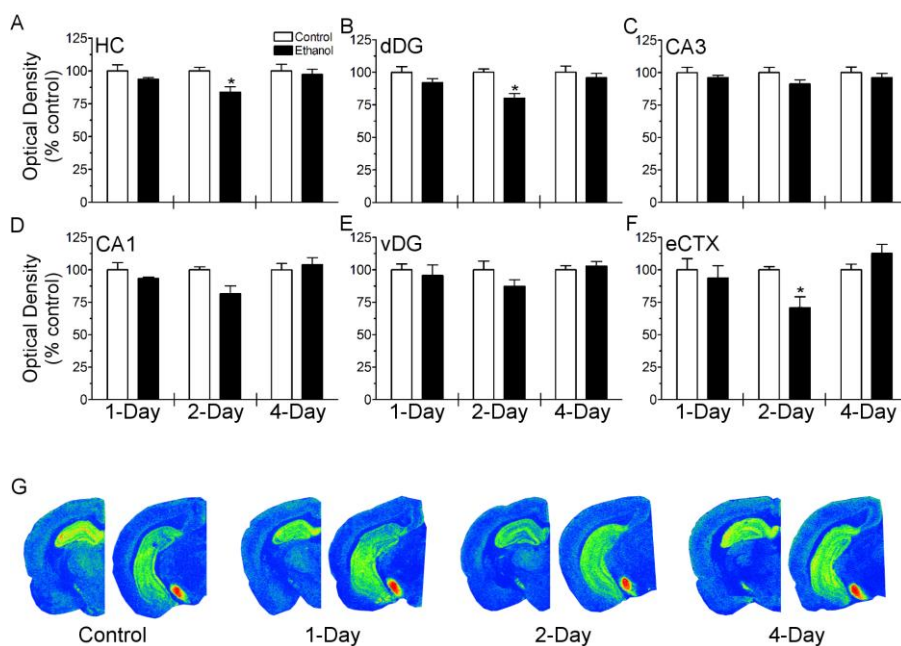 A
HC
Control
Ethanol
B
dDG
C
CA3
Optical Density
(% control)
125
100
75
50
25
0
*
125
100
75
50
25
0
*
125
100
75
50
25
0
D
CA1
E
vDG
F
eCTX
Optical Density
(% control)
125
100
75
50
25
0
125
100
75
50
25
0
125
100
75
50
25
0
*
1-Day 2-Day 4-Day
1-Day 2-Day 4-Day
1-Day 2-Day 4-Day
G
Control 1-Day 2-Day 4-Day